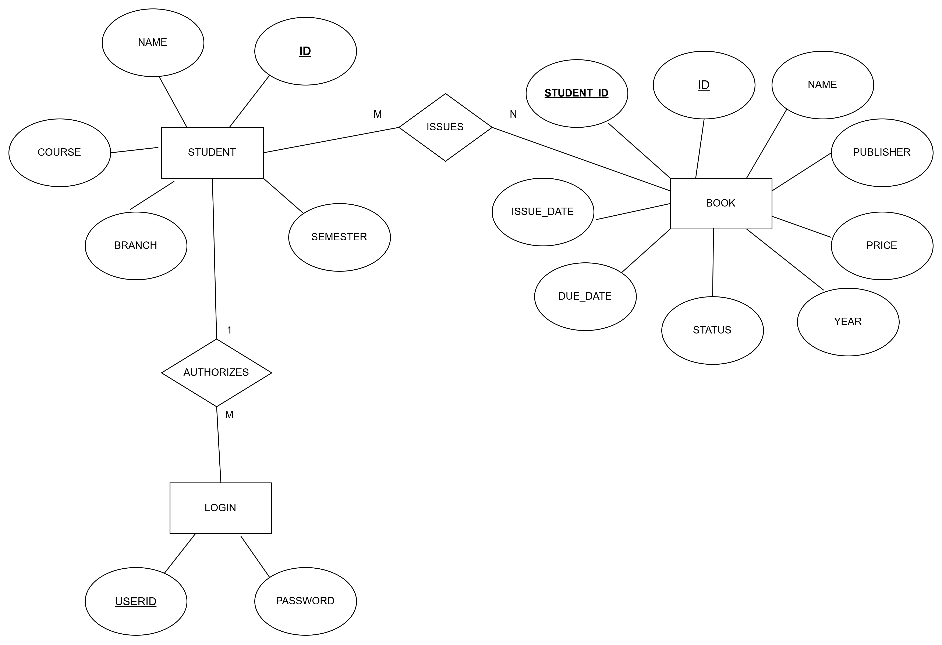 NAME
ID
STUDENT_ID
ID
NAME
M
N
ISSUES
COURSE
STUDENT
PUBLISHER
BOOK
ISSUE_DATE
BRANCH
SEMESTER
PRICE
DUE_DATE
STATUS
YEAR
1
AUTHORIZES
M
LOGIN
USERID
PASSWORD